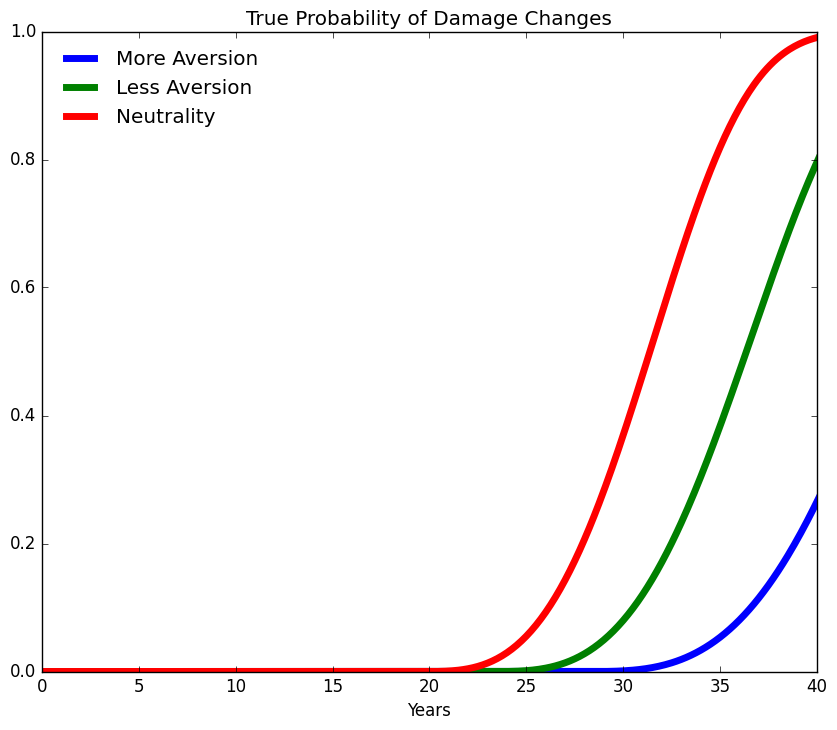 True Probability of Damage Changes
1.0
0.8
0.6
0.4
0.2
0.0
More Aversion
Less Aversion
Neutrality
0 5 10 15 20 25 30 35 40
Years